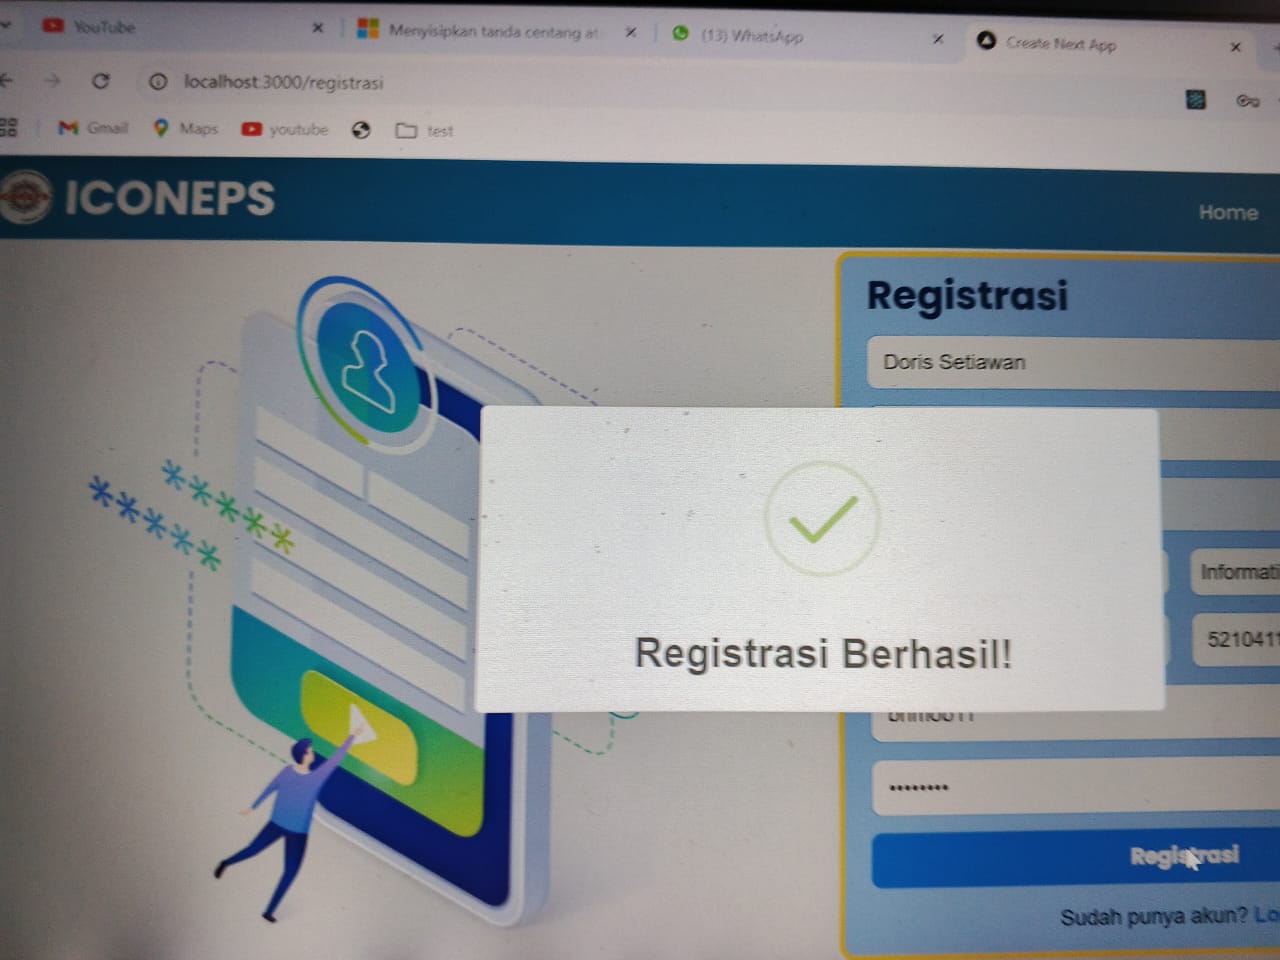 YouTube
Menyisipkan tanda centang at
(13) WhatsApp
Create Next App
localhost:3000/registrasi
Gmail
Maps
youtube
test
ICONEPS
Home
Registrasi
Doris Setiawan
Informati
5210411
Registrasi Berhasil!
••••••••
Registrasi
Sudah punya akun? Lo